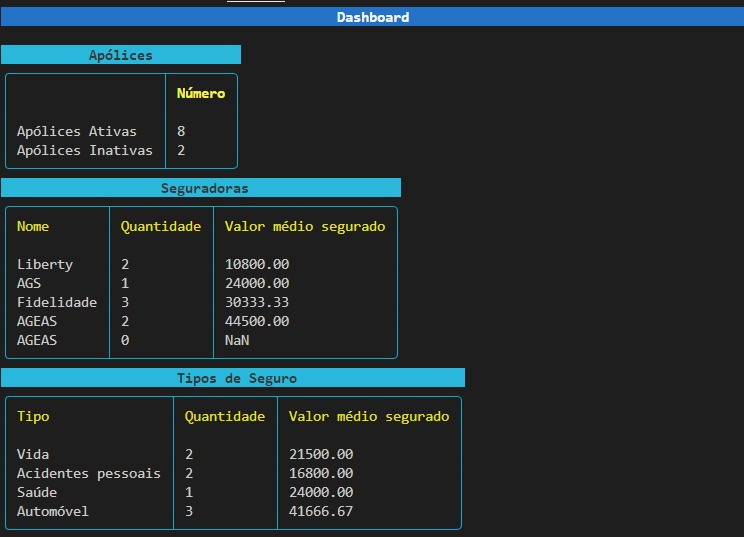 Dashboard
Apólices
Número
Apólices Ativas 8
Apólices Inativas 2
Seguradoras
Nome Quantidade Valor médio segurado
Liberty 2 10800.00
AGS 1 24000.00
Fidelidade 3 30333.33
AGEAS 2 44500.00
AGEAS 0 NaN
Tipos de Seguro
Tipo Quantidade Valor médio segurado
Vida 2 21500.00
Acidentes pessoais 2 16800.00
Saúde 1 24000.00
Automóvel 3 41666.67